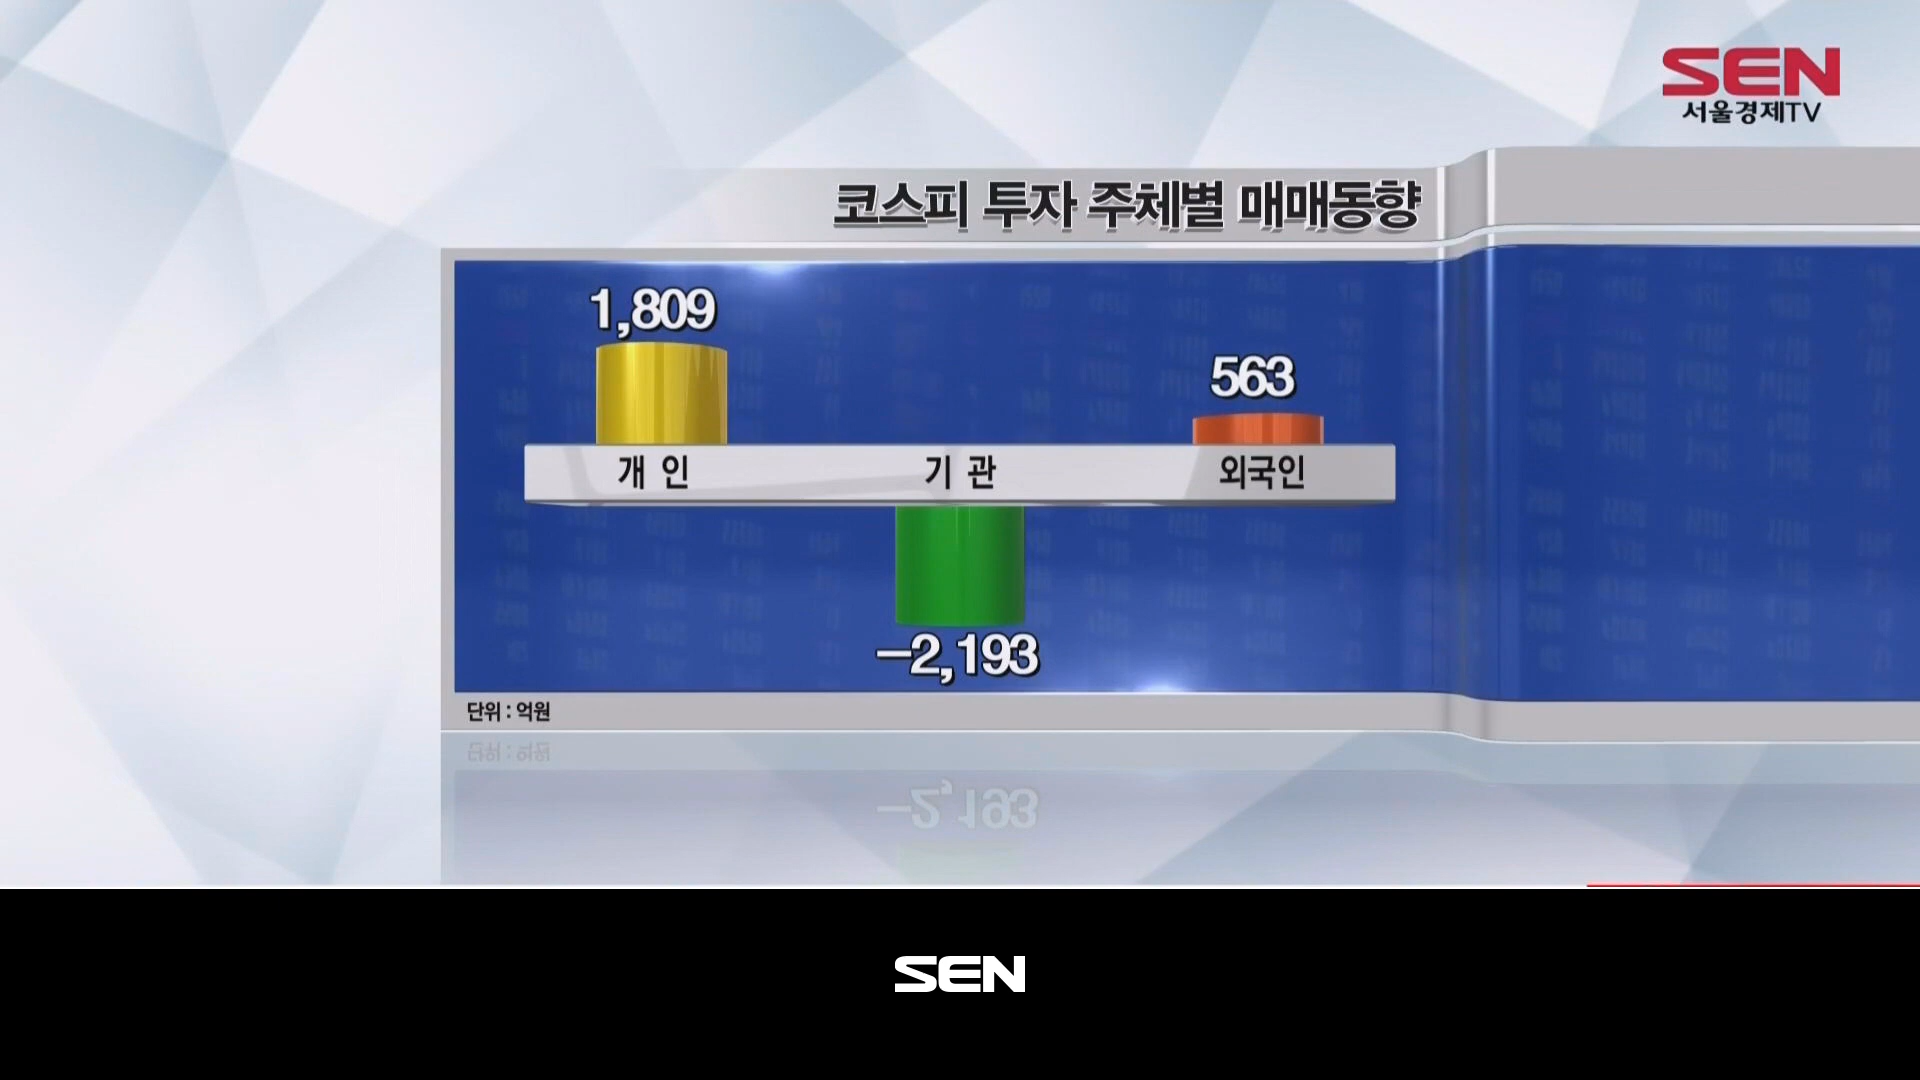 SEN
서울경제TV
코스피 투자 주체별 매매동향
1,809
563
개 인
기 관
외국인
-2,193
단위 : 억원
SEN